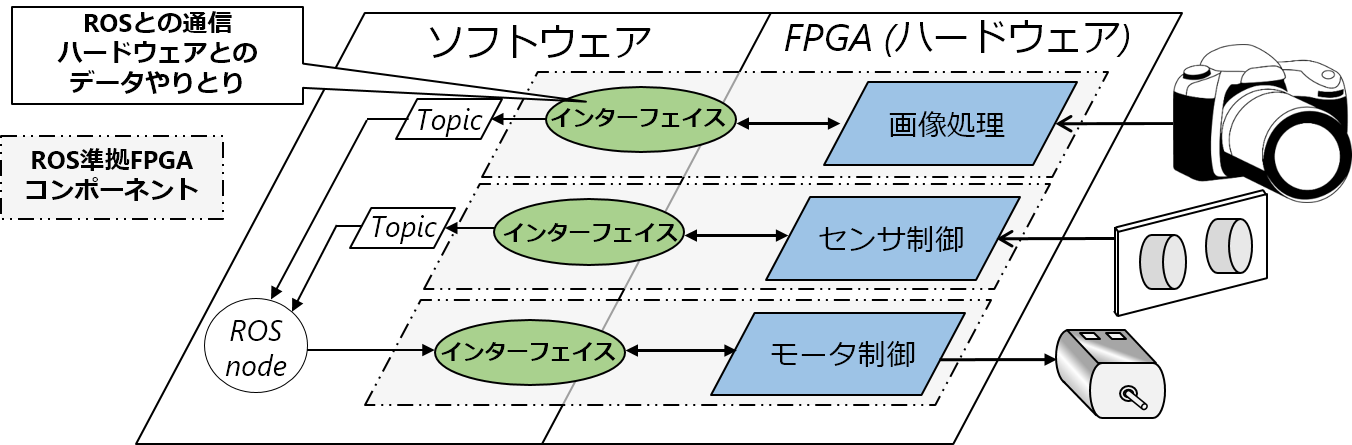 ROSとの通信
ハードウェアとの
データやりとり
ソフトウェア
FPGA (ハードウェア)
Topic
インターフェイス
画像処理
ROS準拠FPGA
コンポーネント
Topic
インターフェイス
センサ制御
ROS
node
インターフェイス
モータ制御